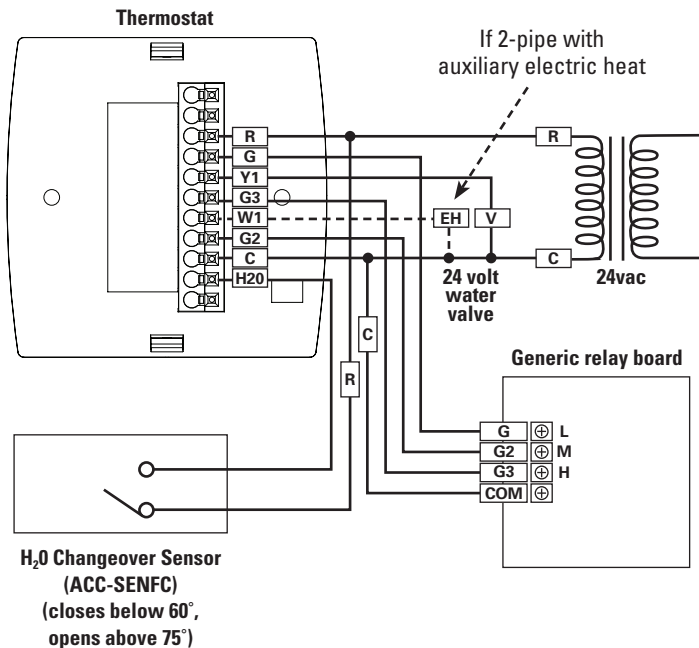 Thermostat
If 2-pipe with
auxiliary electric heat
R
G
Y1
G3
W1
G2
C
H20
R
EH
V
C
24 volt
water
valve
24vac
C
R
Generic relay board
G L
G2 M
G3 H
COM
H₂0 Changeover Sensor
(ACC-SENFC)
(closes below 60˚,
opens above 75˚)